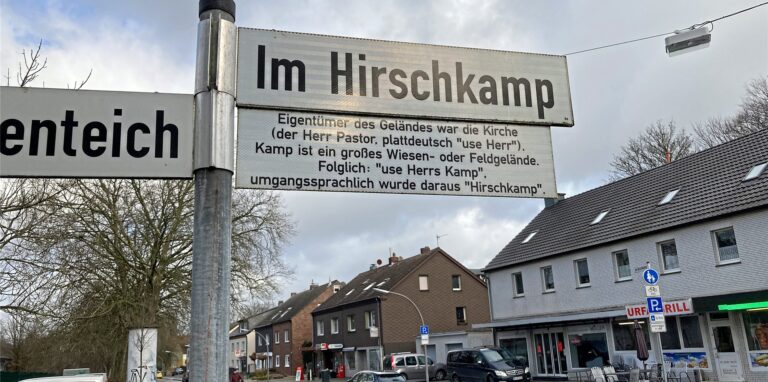 Im Hirschkamp
enteich
Eigentümer des Geländes war die Kirche
(der Herr Pastor, plattdeutsch "use Herr").
Kamp ist ein großes Wiesen- oder Feldgelände.
Folglich: "use Herrs Kamp",
umgangssprachlich wurde daraus "Hirschkamp".
P
P